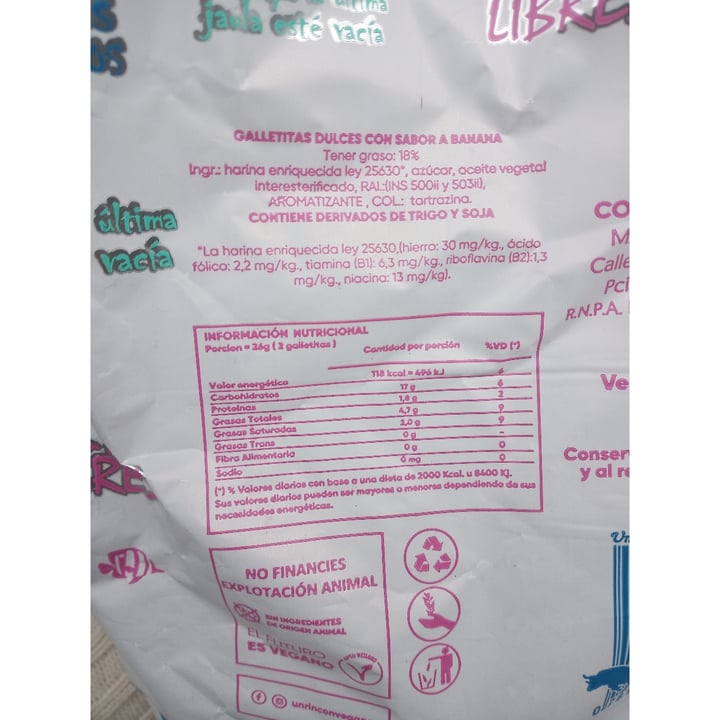 última
jaula esté vacía
LIBRE
OS
última
vacía
GALLETITAS DULCES CON SABOR A BANANA
Tener graso: 18%
Ingr.: harina enriquecida ley 25630*, azúcar, aceite vegetal
interesterificado, RAL:(INS 500ii y 503ii),
AROMATIZANTE , COL.: tartrazina.
CONTIENE DERIVADOS DE TRIGO Y SOJA
*La harina enriquecida ley 25630,(hierro: 30 mg/kg., ácido
fólico: 2,2 mg/kg., tiamina (B1): 6,3 mg/kg., riboflavina (B2):1,3
mg/kg., niacina: 13 mg/kg).
CO
M
Calle
Pci
R.N.P.A.
INFORMACIÓN NUTRICIONAL
Porcion = 26g ( 2 galletitas ) Cantidad por porción %VD (*)
Valor energético 118 kcal = 496 kJ 6
Carbohidratos 17 g 6
Proteínas 1,8 g 2
Grasas Totales 4,7 g 9
Grasas Saturadas 2,0 g 9
Grasas Trans 0 g -
Fibra Alimentaria 0 g 0
Sodio 0 mg 0
(*) % Valores diarios con base a una dieta de 2000 Kcal. u 8400 KJ.
Sus valores diarios pueden ser mayores o menores dependiendo de sus
necesidades energéticas.
Ve
Conser
y al re
RE
NO FINANCIES
EXPLOTACIÓN ANIMAL
SIN INGREDIENTES
DE ORIGEN ANIMAL
EL FUTURO
ES VEGANO
unrinconvegano
Un